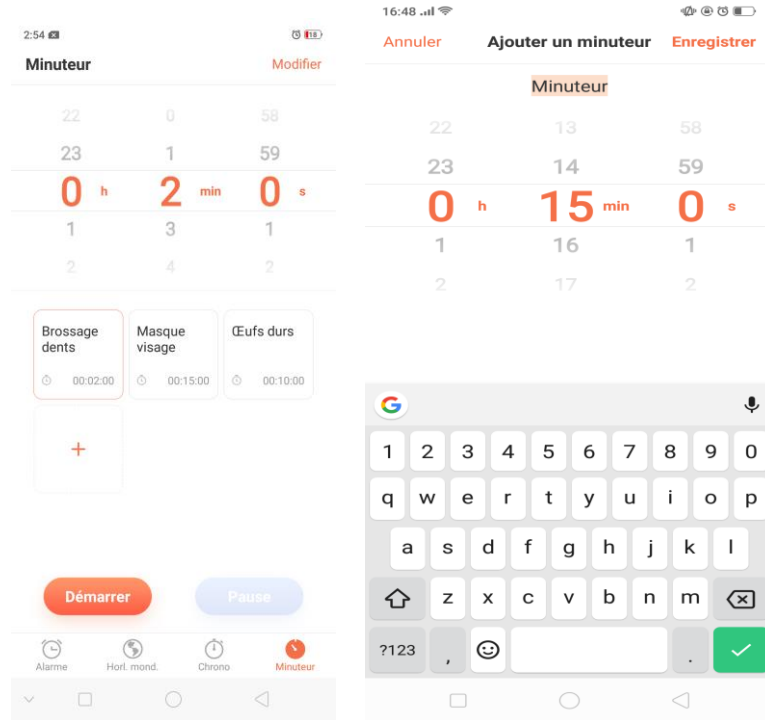 2:54
18
Minuteur Modifier
22 0 58
23 1 59
0 h 2 min 0 s
1 3 1
2 4 2
Brossage dents
00:02:00
Masque visage
00:15:00
Œufs durs
00:10:00
+
Démarrer Pause
Alarme Horl. mond. Chrono Minuteur
16:48
Annuler Ajouter un minuteur Enregistrer
Minuteur
22 13 58
23 14 59
0 h 15 min 0 s
1 16 1
2 17 2
G
1 2 3 4 5 6 7 8 9 0
q w e r t y u i o p
a s d f g h j k l
z x c v b n m
?123 , .